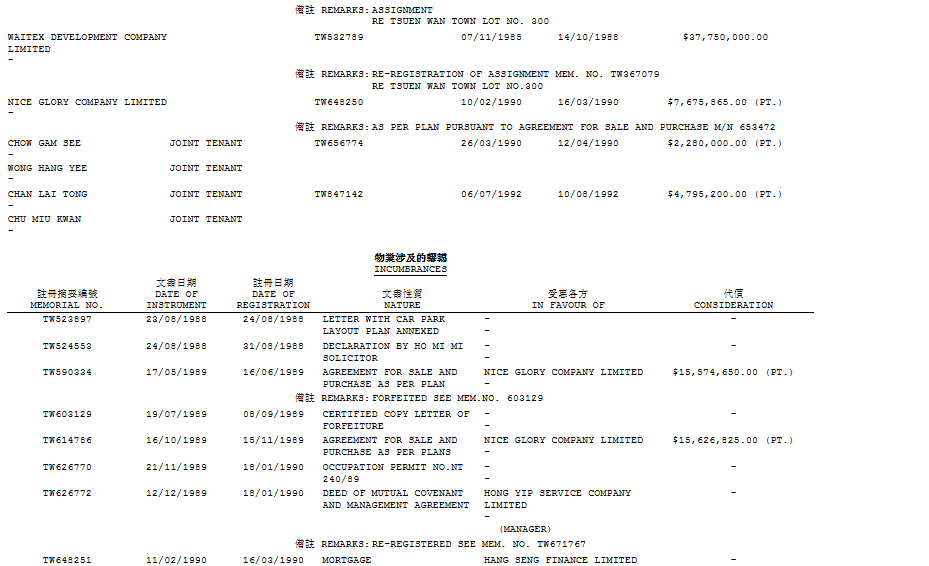 備註 REMARKS: ASSIGNMENT
RE TSUEN WAN TOWN LOT NO. 300
WAITEX DEVELOPMENT COMPANY TW532789 07/11/1985 14/10/1988 $37,750,000.00
LIMITED
-
備註 REMARKS: RE-REGISTRATION OF ASSIGNMENT MEM. NO. TW367079
RE TSUEN WAN TOWN LOT NO.300
NICE GLORY COMPANY LIMITED TW648250 10/02/1990 16/03/1990 $7,675,865.00 (PT.)
-
備註 REMARKS: AS PER PLAN PURSUANT TO AGREEMENT FOR SALE AND PURCHASE M/N 653472
CHOW GAM SEE JOINT TENANT TW656774 26/03/1990 12/04/1990 $2,280,000.00 (PT.)
-
WONG HANG YEE JOINT TENANT
-
CHAN LAI TONG JOINT TENANT TW847142 06/07/1992 10/08/1992 $4,795,200.00 (PT.)
-
CHU MIU KWAN JOINT TENANT
-
物業涉及的轇轕
INCUMBRANCES
文書日期 註冊日期
註冊摘要編號 DATE OF DATE OF 文書性質 受惠各方 代價
MEMORIAL NO. INSTRUMENT REGISTRATION NATURE IN FAVOUR OF CONSIDERATION
TW523897 23/08/1988 24/08/1988 LETTER WITH CAR PARK - -
LAYOUT PLAN ANNEXED -
TW524553 24/08/1988 31/08/1988 DECLARATION BY HO MI MI - -
SOLICITOR -
TW590334 17/05/1989 16/06/1989 AGREEMENT FOR SALE AND NICE GLORY COMPANY LIMITED $15,574,650.00 (PT.)
PURCHASE AS PER PLAN -
備註 REMARKS: FORFEITED SEE MEM.NO. 603129
TW603129 19/07/1989 08/09/1989 CERTIFIED COPY LETTER OF - -
FORFEITURE -
TW614786 16/10/1989 15/11/1989 AGREEMENT FOR SALE AND NICE GLORY COMPANY LIMITED $15,626,825.00 (PT.)
PURCHASE AS PER PLANS -
TW626770 21/11/1989 18/01/1990 OCCUPATION PERMIT NO.NT - -
240/89 -
TW626772 12/12/1989 18/01/1990 DEED OF MUTUAL COVENANT HONG YIP SERVICE COMPANY -
AND MANAGEMENT AGREEMENT LIMITED
-
(MANAGER)
備註 REMARKS: RE-REGISTERED SEE MEM. NO. TW671767
TW648251 11/02/1990 16/03/1990 MORTGAGE HANG SENG FINANCE LIMITED -